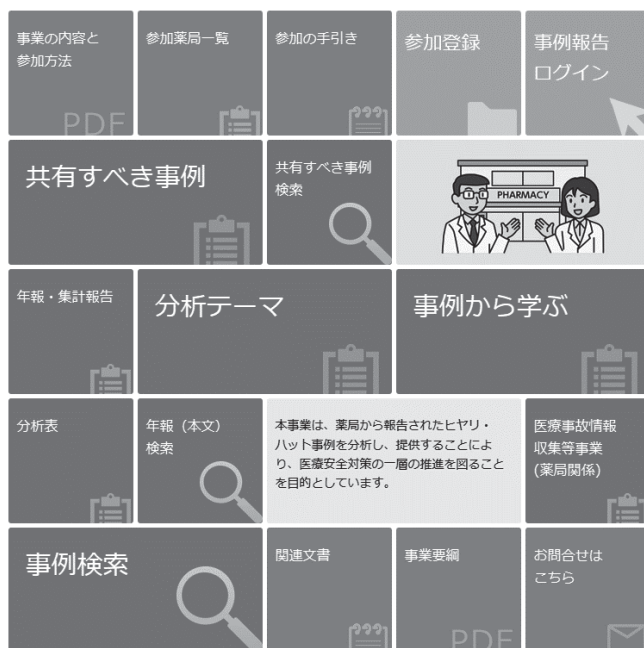 事業の内容と
参加方法
PDF
参加薬局一覧
参加の手引き
参加登録
事例報告
ログイン
共有すべき事例
共有すべき事例
検索
PHARMACY
年報・集計報告
分析テーマ
事例から学ぶ
分析表
年報（本文）
検索
本事業は、薬局から報告されたヒヤリ・
ハット事例を分析し、提供することによ
り、医療安全対策の一層の推進を図ること
を目的としています。
医療事故情報
収集等事業
(薬局関係)
事例検索
関連文書
事業要綱
PDF
お問合せは
こちら